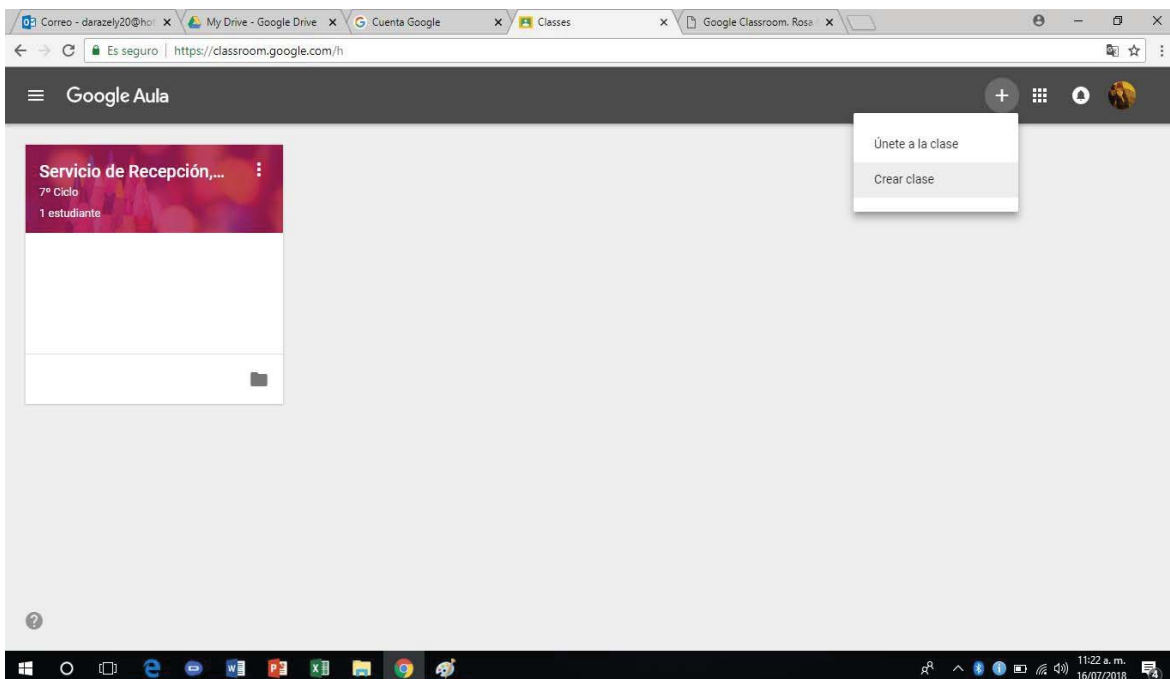 Correo - darazely20@hot
My Drive - Google Drive
Cuenta Google
Classes
Google Classroom. Rosa
Es seguro | https://classroom.google.com/h
Google Aula
Únete a la clase
Crear clase
Servicio de Recepción,...
7º Ciclo
1 estudiante
11:22 a. m.
16/07/2018